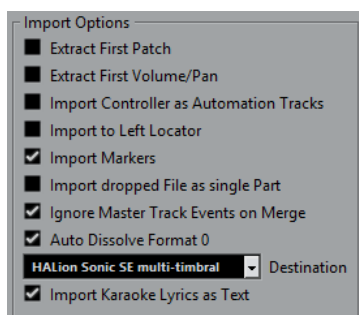 Import Options
Extract First Patch
Extract First Volume/Pan
Import Controller as Automation Tracks
Import to Left Locator
Import Markers
Import dropped File as single Part
Ignore Master Track Events on Merge
Auto Dissolve Format 0
HALion Sonic SE multi-timbral Destination
Import Karaoke Lyrics as Text